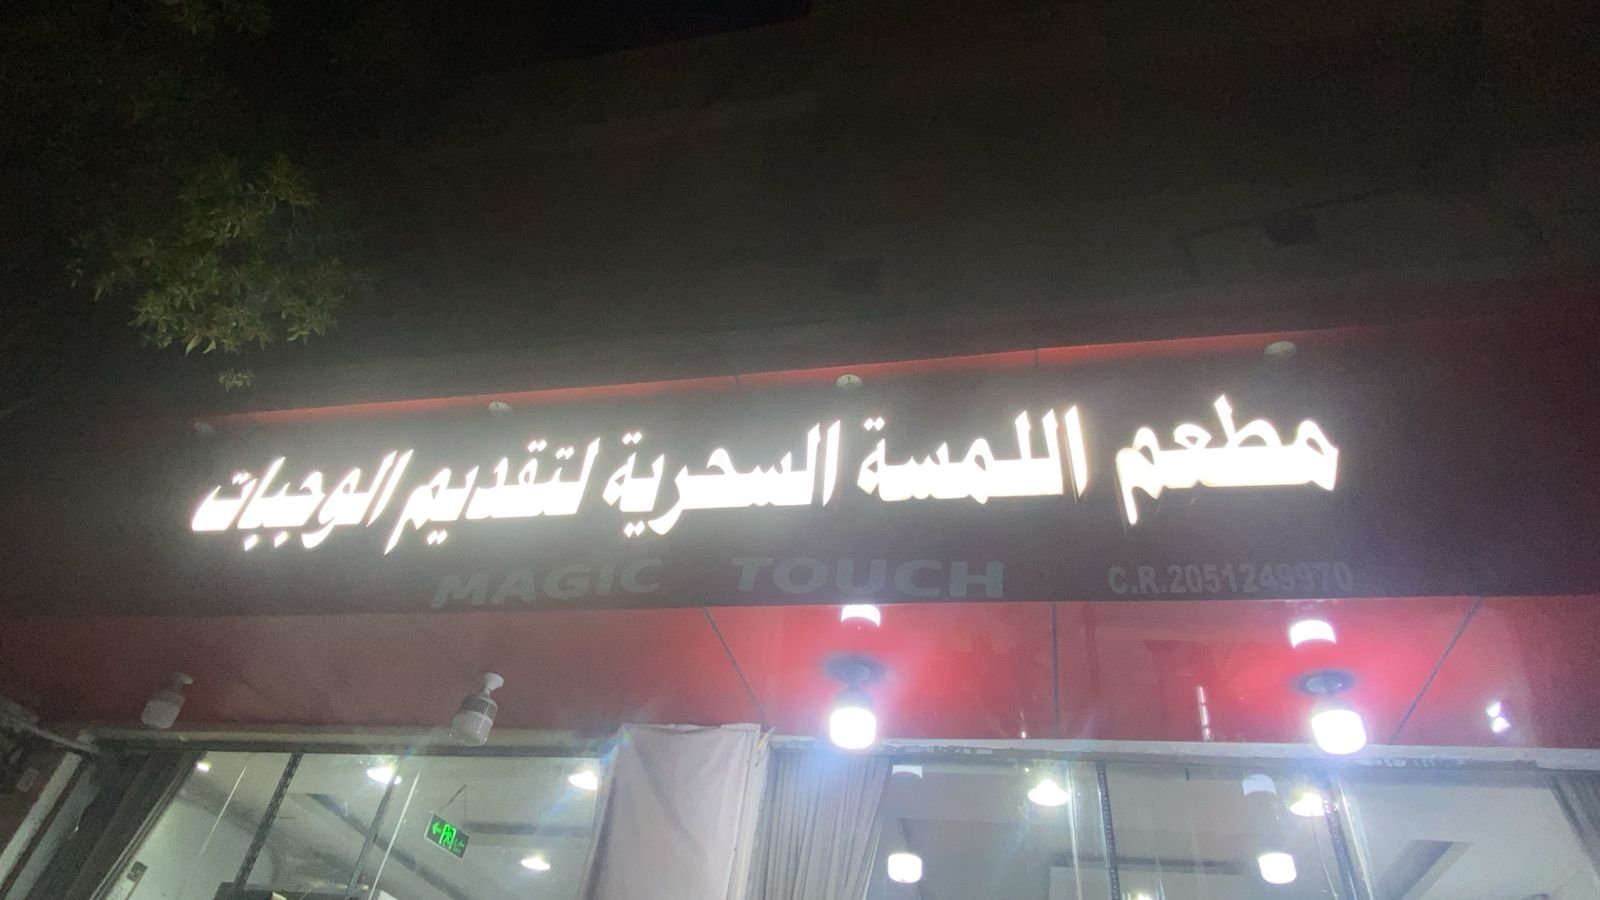 مطعم اللمسة السحرية لتقديم الوجبات
MAGIC TOUCH C.R.2051249970